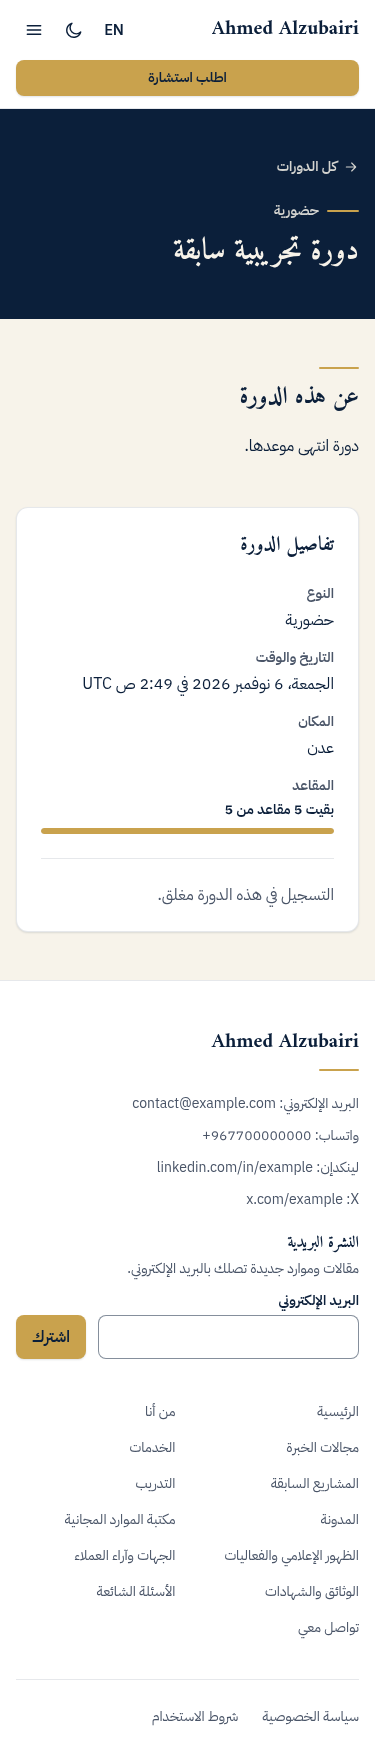 Ahmed Alzubairi
EN
اطلب استشارة
كل الدورات
حضورية
دورة تجريبية سابقة
عن هذه الدورة
دورة انتهى موعدها.
تفاصيل الدورة
النوع
حضورية
التاريخ والوقت
الجمعة، 6 نوفمبر 2026 في 2:49 ص UTC
المكان
عدن
المقاعد
بقيت 5 مقاعد من 5
التسجيل في هذه الدورة مغلق.
Ahmed Alzubairi
البريد الإلكتروني: contact@example.com
واتساب: 967700000000+
لينكدإن: linkedin.com/in/example
X: x.com/example
النشرة البريدية
مقالات وموارد جديدة تصلك بالبريد الإلكتروني.
البريد الإلكتروني
اشترك
الرئيسية
من أنا
مجالات الخبرة
الخدمات
المشاريع السابقة
التدريب
المدونة
مكتبة الموارد المجانية
الظهور الإعلامي والفعاليات
الجهات وآراء العملاء
الوثائق والشهادات
الأسئلة الشائعة
تواصل معي
سياسة الخصوصية
شروط الاستخدام